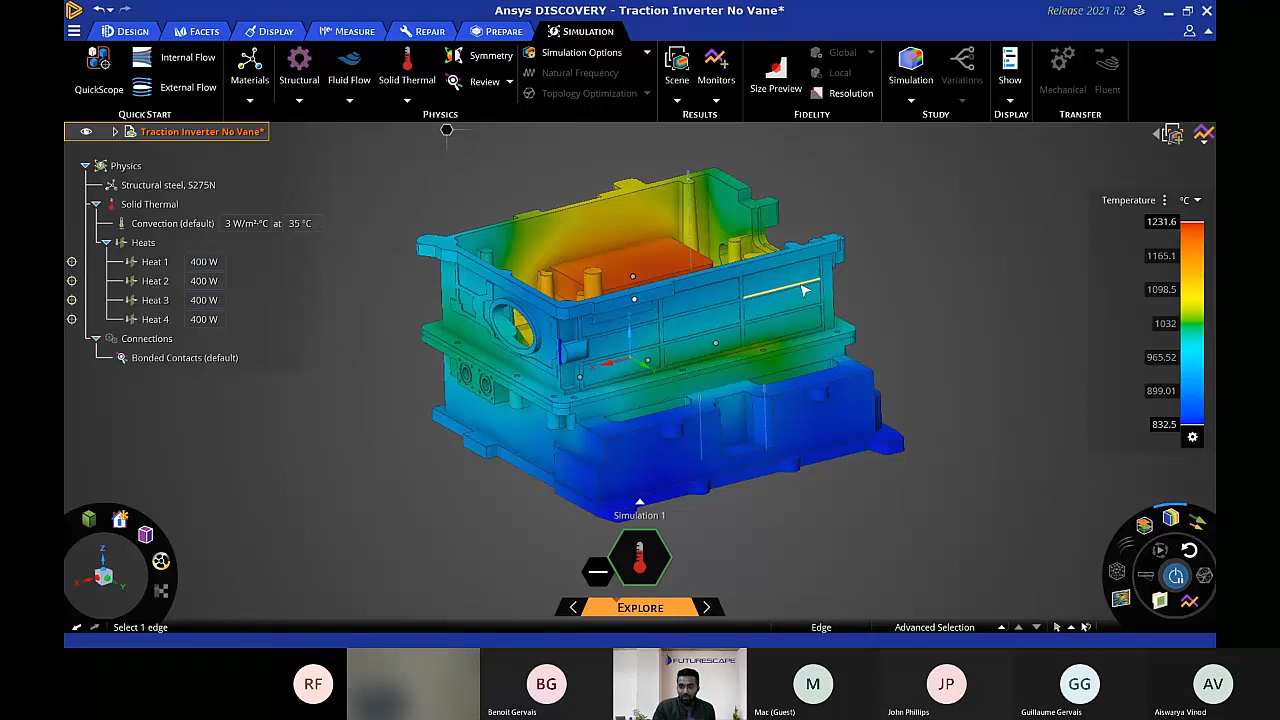 Ansys DISCOVERY - Traction Inverter No Vane*
Release 2021 R2
DESIGN
FACETS
DISPLAY
MEASURE
REPAIR
PREPARE
SIMULATION
QuickScope
Internal Flow
External Flow
QUICK START
Materials
Structural
Fluid Flow
Solid Thermal
Symmetry
Review
Simulation Options
Natural Frequency
Topology Optimization
PHYSICS
Scene
Monitors
RESULTS
Size Preview
Global
Local
Resolution
FIDELITY
Simulation
Variations
STUDY
Show
DISPLAY
Mechanical
Fluent
TRANSFER
Traction Inverter No Vane*
Physics
Structural steel, S275N
Solid Thermal
Convection (default) 3 W/m²·°C at 35 °C
Heats
Heat 1 400 W
Heat 2 400 W
Heat 3 400 W
Heat 4 400 W
Connections
Bonded Contacts (default)
Temperature °C
1231.6
1165.1
1098.5
1032
965.52
899.01
832.5
X
Z
X
Y
Simulation 1
EXPLORE
Select 1 edge
Edge
Advanced Selection
RF
BG
Benoit Gervais
FUTURESCAPE
M
Mac (Guest)
JP
John Phillips
GG
Guillaume Gervais
AV
Aiswarya Vinod